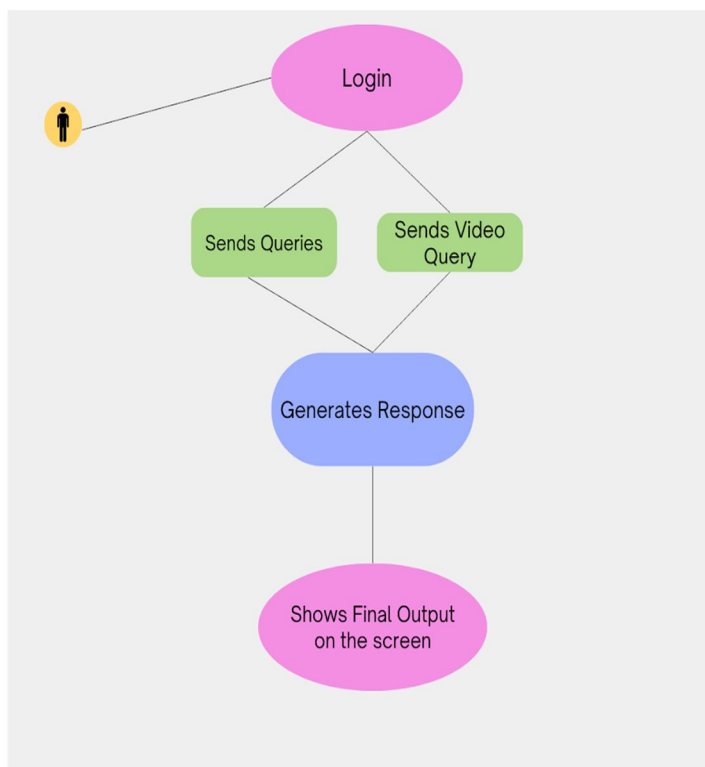 Login
Sends Queries
Sends Video
Query
Generates Response
Shows Final Output
on the screen